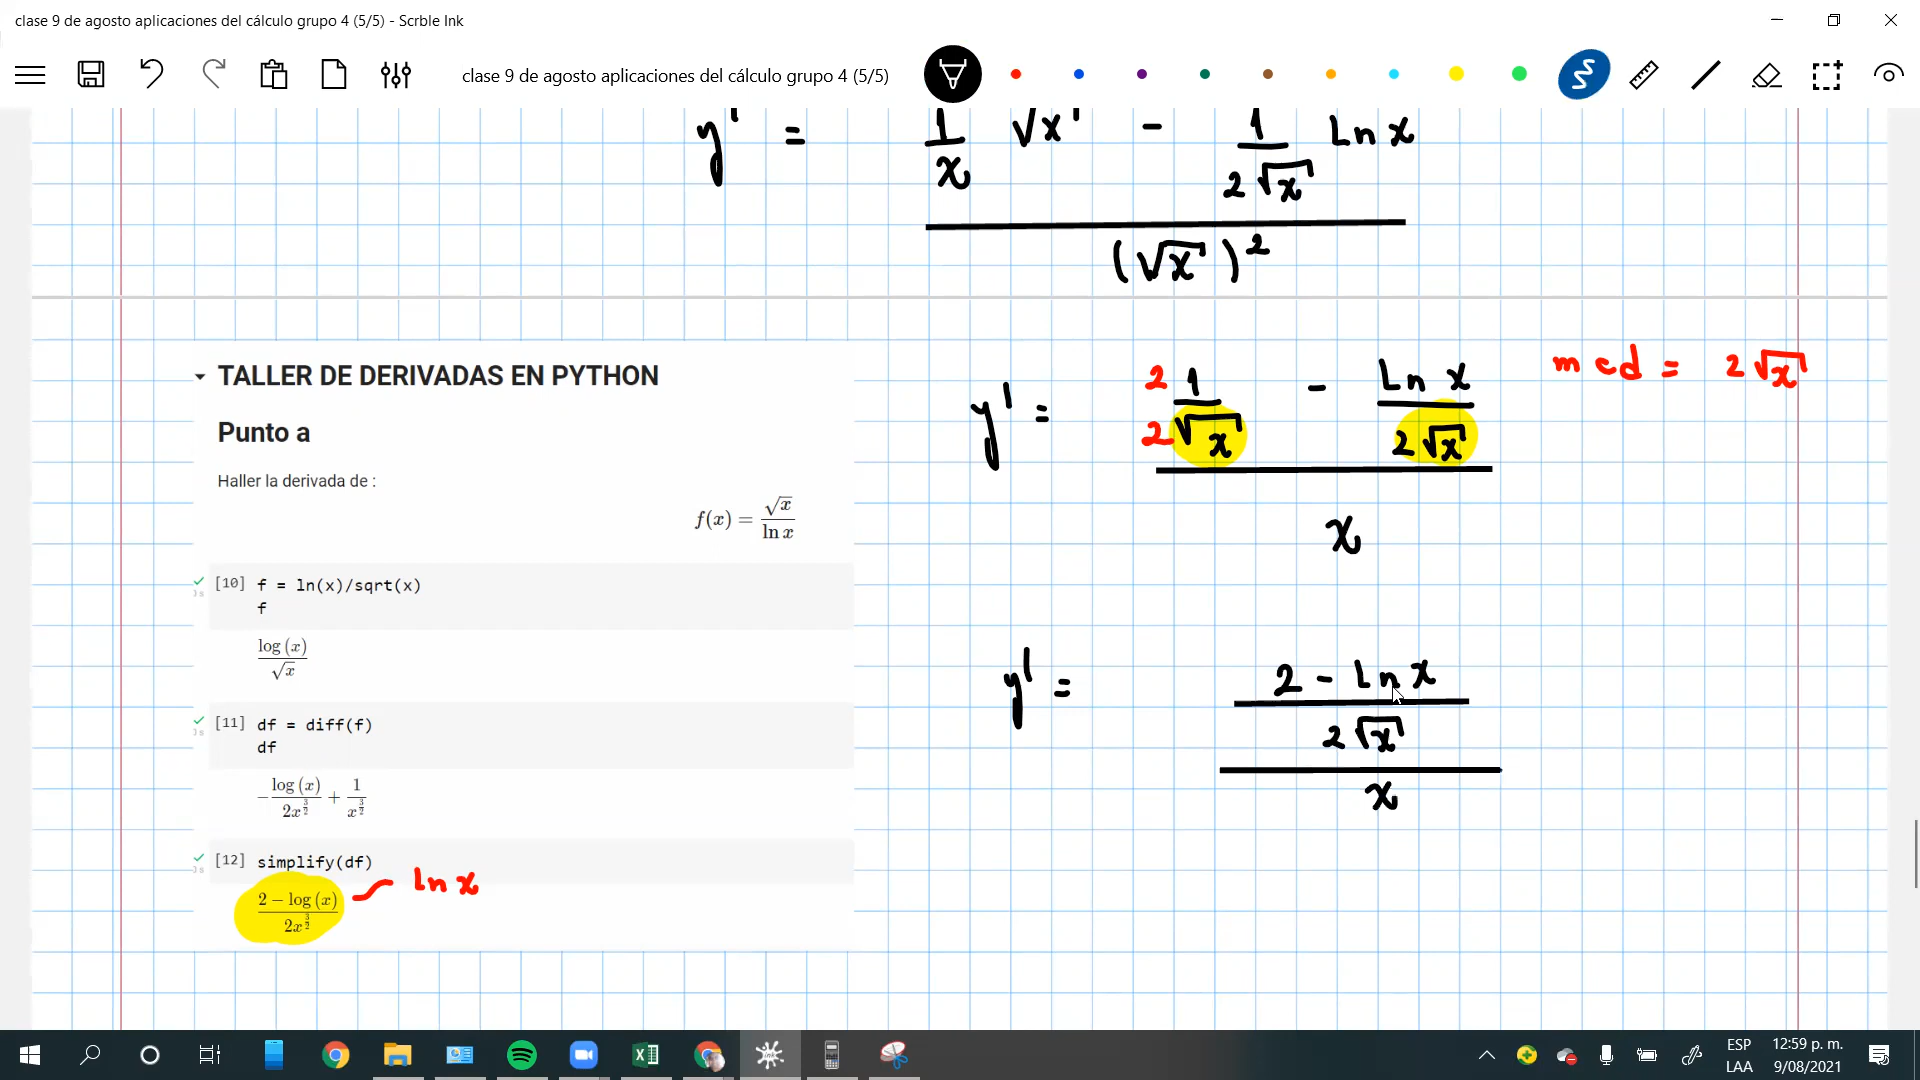 clase 9 de agosto aplicaciones del cálculo grupo 4 (5/5) - Scrble Ink
clase 9 de agosto aplicaciones del cálculo grupo 4 (5/5)
y' = 1/x √x - 1/(2√x) Ln x
(√x)²
TALLER DE DERIVADAS EN PYTHON
Punto a
Haller la derivada de :
f(x) = √x / ln x
[10] f = ln(x)/sqrt(x)
f
log (x) / √x
[11] df = diff(f)
df
- log (x) / 2x^(3/2) + 1 / x^(3/2)
[12] simplify(df)
2 - log (x) / 2x^(3/2)
ln x
y' = 2 1 / 2 √x - Ln x / 2 √x
x
m c d = 2 √x
y' = 2 - Ln x
2 √x
x
ESP
LAA
12:59 p. m.
9/08/2021